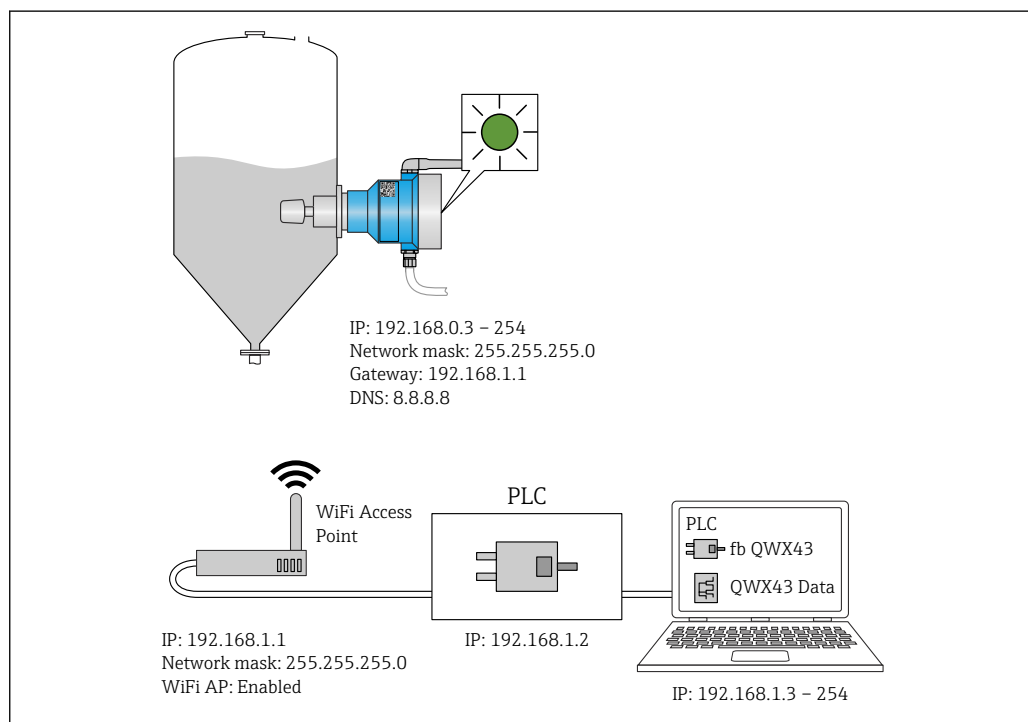 IP: 192.168.0.3 – 254
Network mask: 255.255.255.0
Gateway: 192.168.1.1
DNS: 8.8.8.8
WiFi Access
Point
PLC
PLC
fb QWX43
QWX43 Data
IP: 192.168.1.1
Network mask: 255.255.255.0
WiFi AP: Enabled
IP: 192.168.1.2
IP: 192.168.1.3 – 254